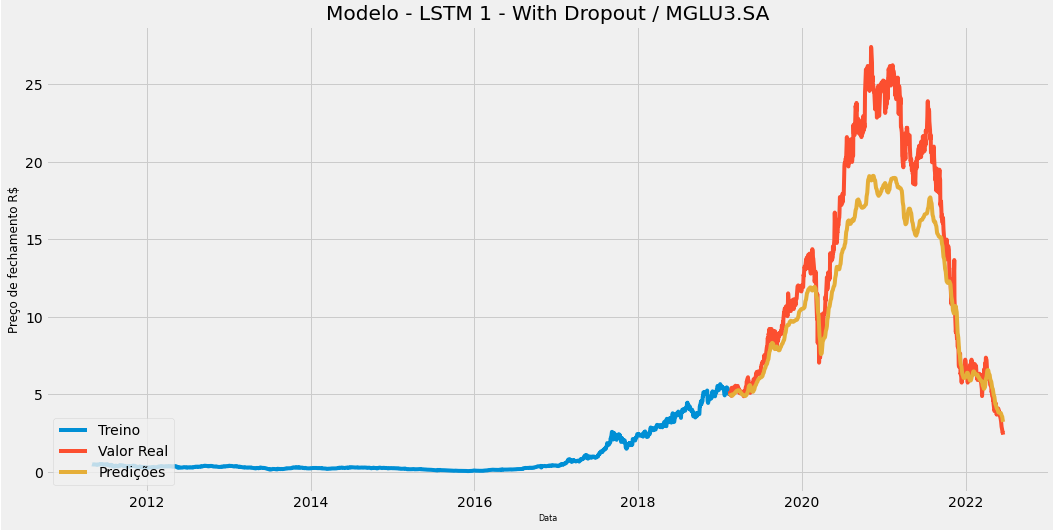 Modelo - LSTM 1 - With Dropout / MGLU3.SA
Preço de fechamento R$
25
20
15
10
5
0
Treino
Valor Real
Predições
2012
2014
2016
2018
2020
2022
Data